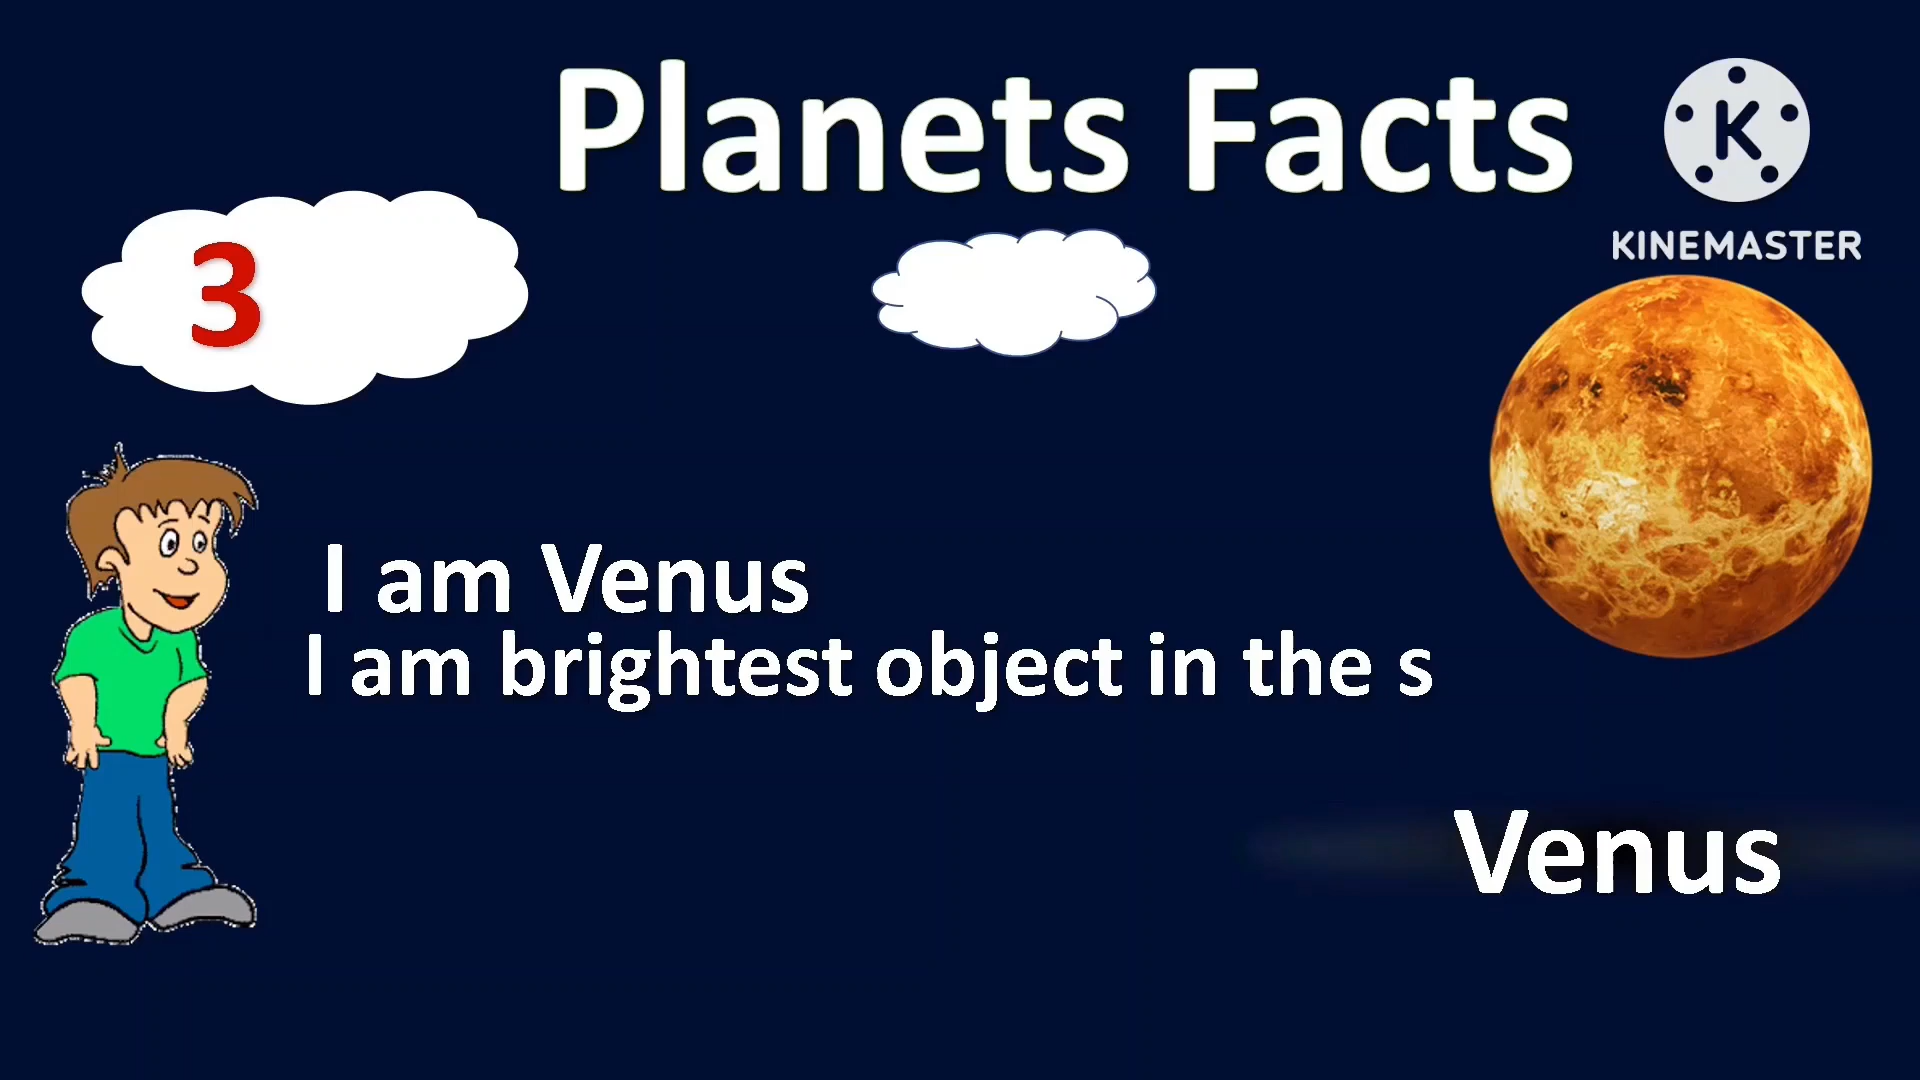 Planets Facts
K
KINEMASTER
3
I am Venus
I am brightest object in the s
Venus